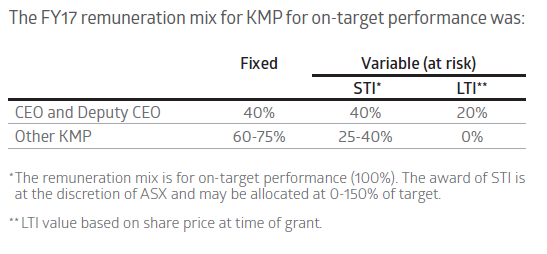 The FY17 remuneration mix for KMP for on-target performance was:
Fixed Variable (at risk)
STI* LTI**
CEO and Deputy CEO 40% 40% 20%
Other KMP 60-75% 25-40% 0%
*The remuneration mix is for on-target performance (100%). The award of STI is
at the discretion of ASX and may be allocated at 0-150% of target.
**LTI value based on share price at time of grant.